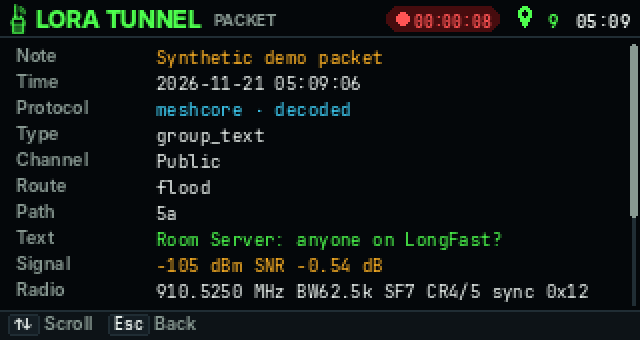 LORA TUNNEL PACKET 00:00:08 9 05:09
Note Synthetic demo packet
Time 2026-11-21 05:09:06
Protocol meshcore · decoded
Type group_text
Channel Public
Route flood
Path 5a
Text Room Server: anyone on LongFast?
Signal -105 dBm SNR -0.54 dB
Radio 910.5250 MHz BW62.5k SF7 CR4/5 sync 0x12
↑↓ Scroll Esc Back